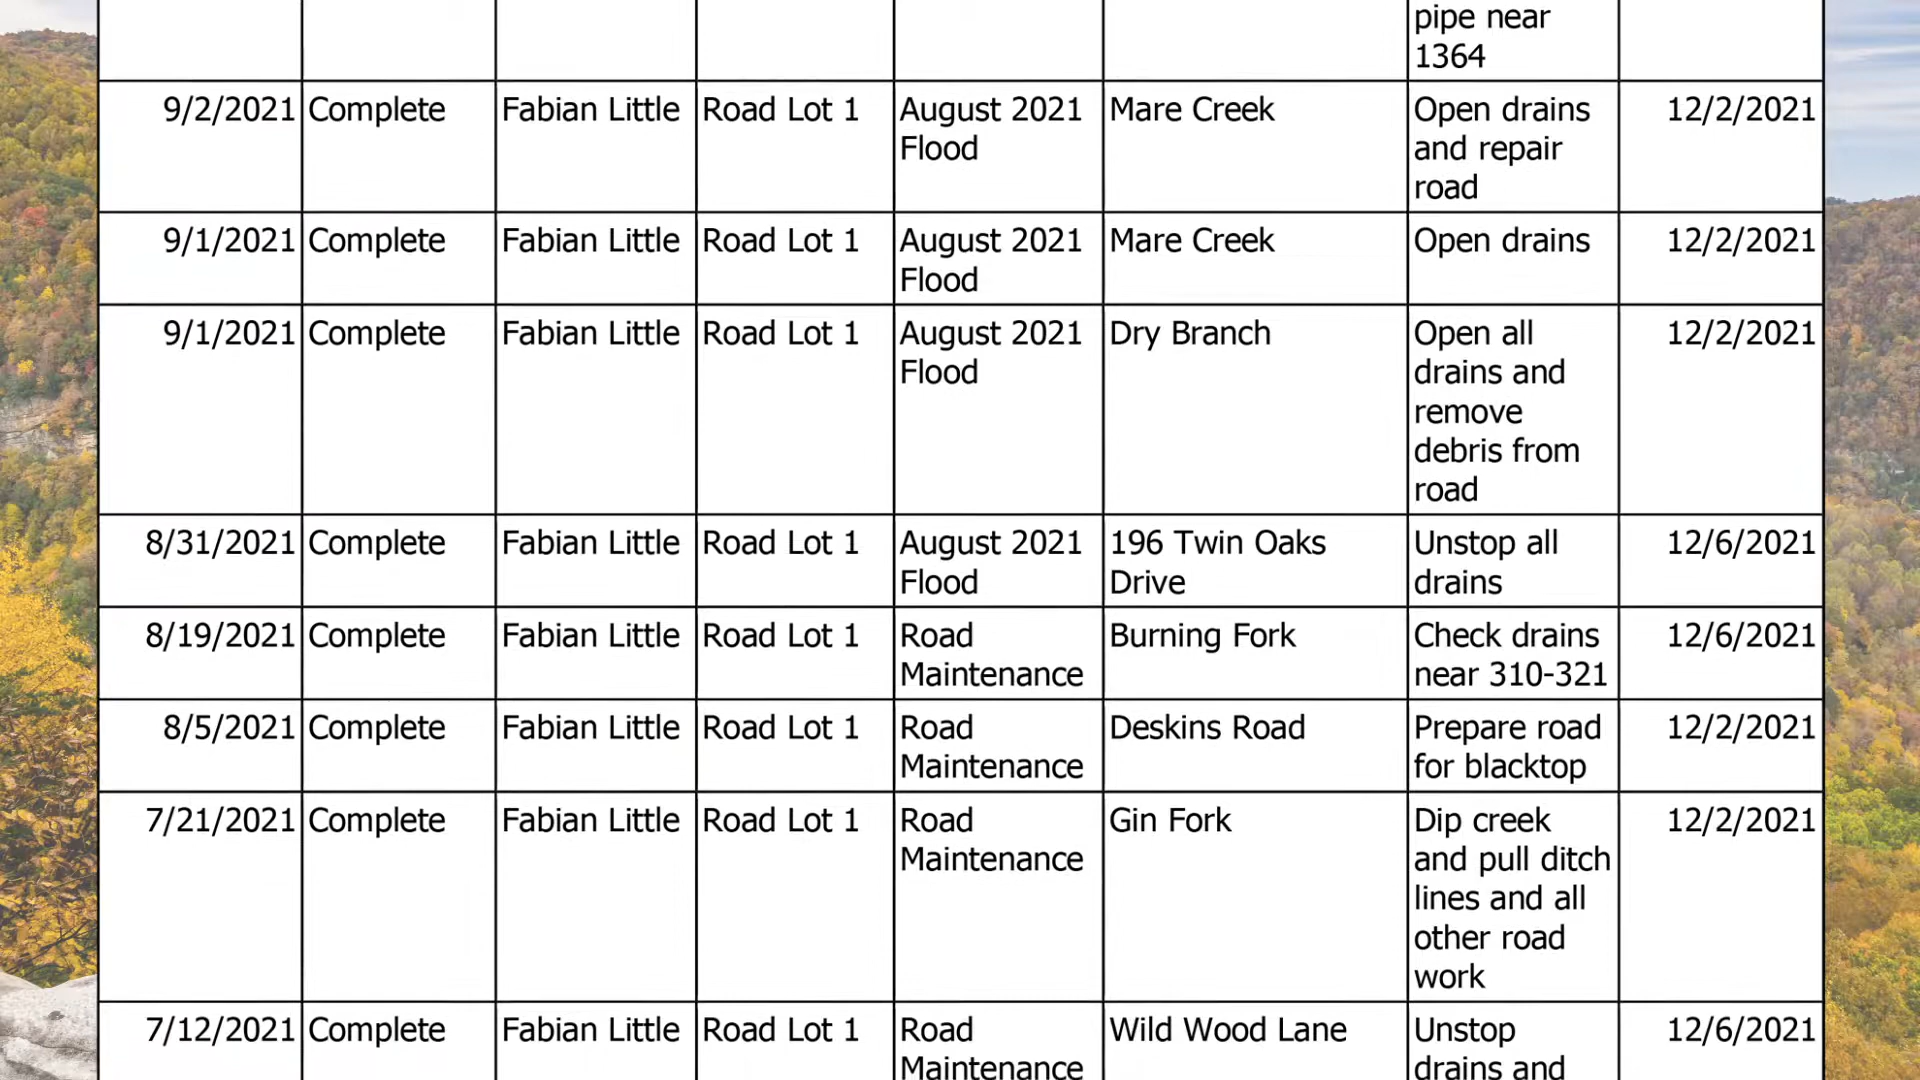 pipe near
1364
9/2/2021 Complete Fabian Little Road Lot 1 August 2021 Flood Mare Creek Open drains and repair road 12/2/2021
9/1/2021 Complete Fabian Little Road Lot 1 August 2021 Flood Mare Creek Open drains 12/2/2021
9/1/2021 Complete Fabian Little Road Lot 1 August 2021 Flood Dry Branch Open all drains and remove debris from road 12/2/2021
8/31/2021 Complete Fabian Little Road Lot 1 August 2021 Flood 196 Twin Oaks Drive Unstop all drains 12/6/2021
8/19/2021 Complete Fabian Little Road Lot 1 Road Maintenance Burning Fork Check drains near 310-321 12/6/2021
8/5/2021 Complete Fabian Little Road Lot 1 Road Maintenance Deskins Road Prepare road for blacktop 12/2/2021
7/21/2021 Complete Fabian Little Road Lot 1 Road Maintenance Gin Fork Dip creek and pull ditch lines and all other road work 12/2/2021
7/12/2021 Complete Fabian Little Road Lot 1 Road Maintenance Wild Wood Lane Unstop drains and 12/6/2021